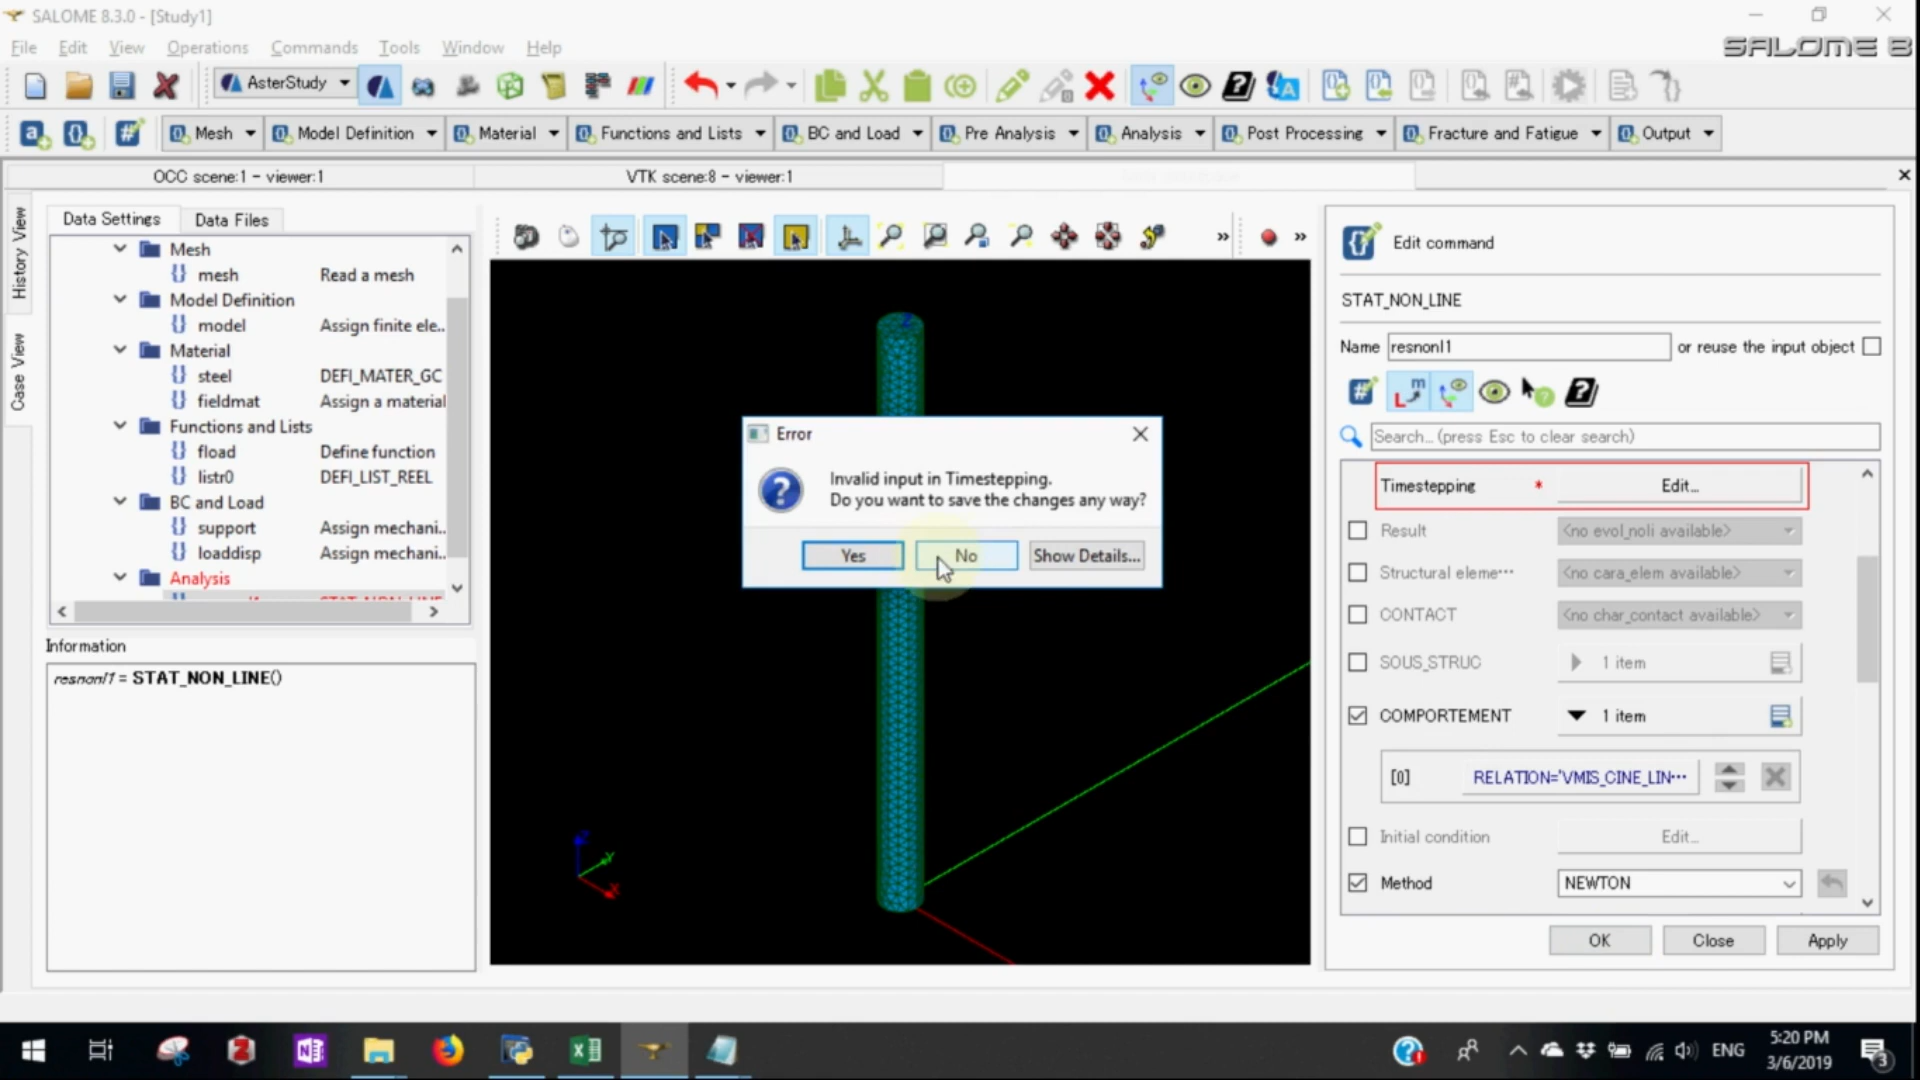 SALOME 8.3.0 - [Study1]
File Edit View Operations Commands Tools Window Help
SALOME 8
AsterStudy
Mesh Model Definition Material Functions and Lists BC and Load Pre Analysis Analysis Post Processing Fracture and Fatigue Output
OCC scene:1 - viewer:1 VTK scene:8 - viewer:1
History View
Case View
Data Settings Data Files
Mesh
mesh Read a mesh
Model Definition
model Assign finite ele..
Material
steel DEFI_MATER_GC
fieldmat Assign a material
Functions and Lists
fload Define function
listr0 DEFI_LIST_REEL
BC and Load
support Assign mechani..
loaddisp Assign mechani..
Analysis
Information
resnonl1 = STAT_NON_LINE()
Z
Z
Y
X
Error
Invalid input in Timestepping.
Do you want to save the changes any way?
Yes No Show Details...
Edit command
STAT_NON_LINE
Name resnonl1 or reuse the input object
Search... (press Esc to clear search)
Timestepping * Edit...
Result <no evol_noli available>
Structural eleme... <no cara_elem available>
CONTACT <no char_contact available>
SOUS_STRUC 1 item
COMPORTEMENT 1 item
[0] RELATION='VMIS_CINE_LIN...
Initial condition Edit...
Method NEWTON
OK Close Apply
ENG
5:20 PM
3/6/2019
3